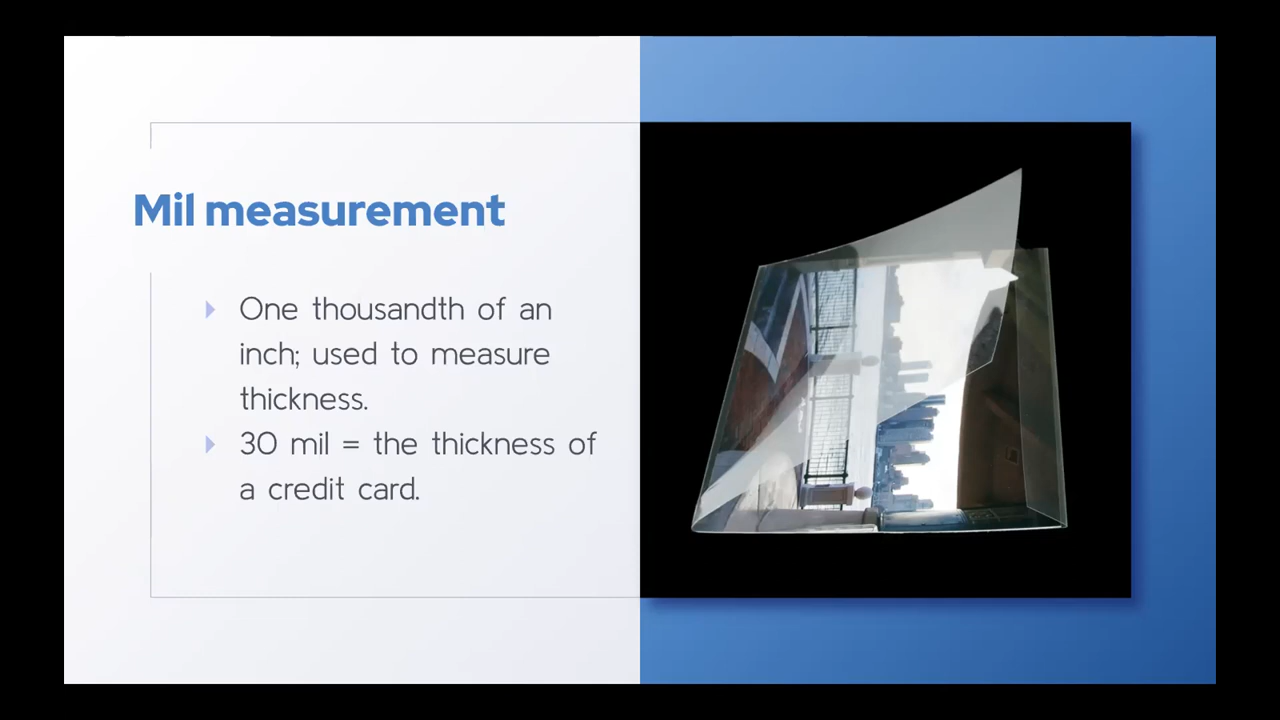 Mil measurement
One thousandth of an
inch; used to measure
thickness.
30 mil = the thickness of
a credit card.